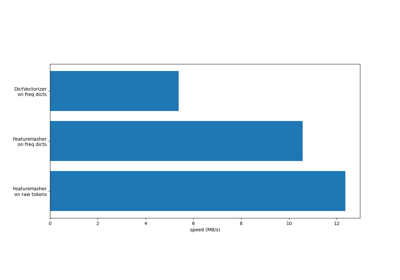 DictVectorizer
on freq dicts
FeatureHasher
on freq dicts
FeatureHasher
on raw tokens
0 2 4 6 8 10 12
speed (MB/s)